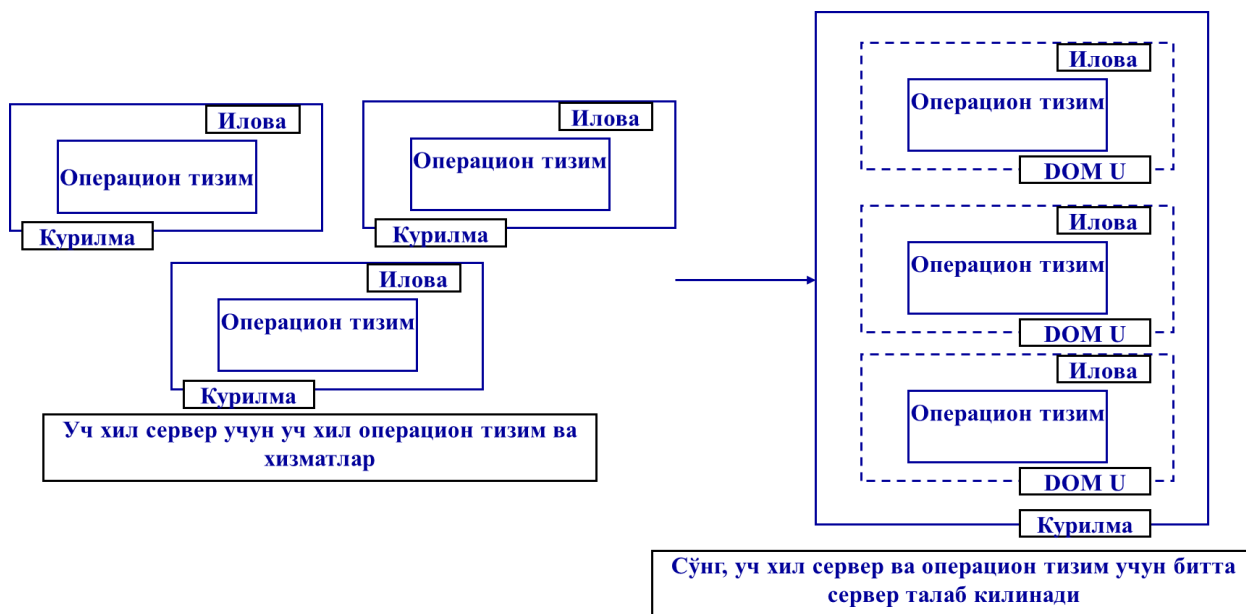 Илова
Операцион тизим
Курилма
Илова
Операцион тизим
Курилма
Илова
Операцион тизим
Курилма
Уч хил сервер учун уч хил операцион тизим ва
хизматлар
Илова
Операцион тизим
DOM U
Илова
Операцион тизим
DOM U
Илова
Операцион тизим
DOM U
Курилма
Сўнг, уч хил сервер ва операцион тизим учун битта
сервер талаб килинади